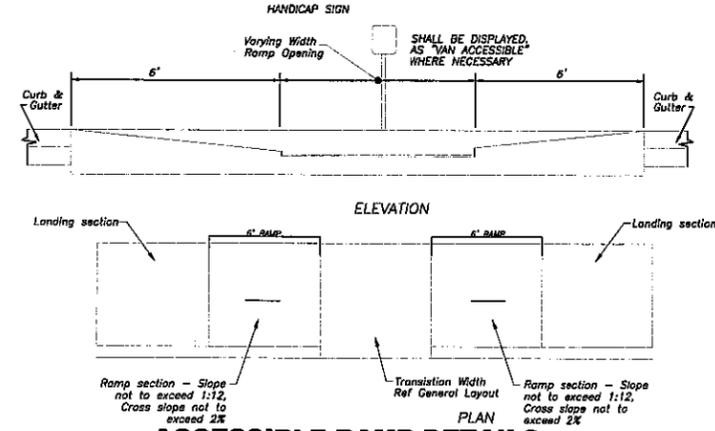 HANDICAP SIGN
Varying Width
Ramp Opening
SHALL BE DISPLAYED,
AS "VAN ACCESSIBLE"
WHERE NECESSARY
6'
6'
Curb &
Gutter
Curb &
Gutter
ELEVATION
Landing section
Landing section
6' RAMP
6' RAMP
Ramp section – Slope
not to exceed 1:12,
Cross slope not to
exceed 2%
Transistion Width
Ref General Layout
Ramp section – Slope
not to exceed 1:12,
Cross slope not to
exceed 2%
PLAN
ACCESSIBLE RAMP DETAILS